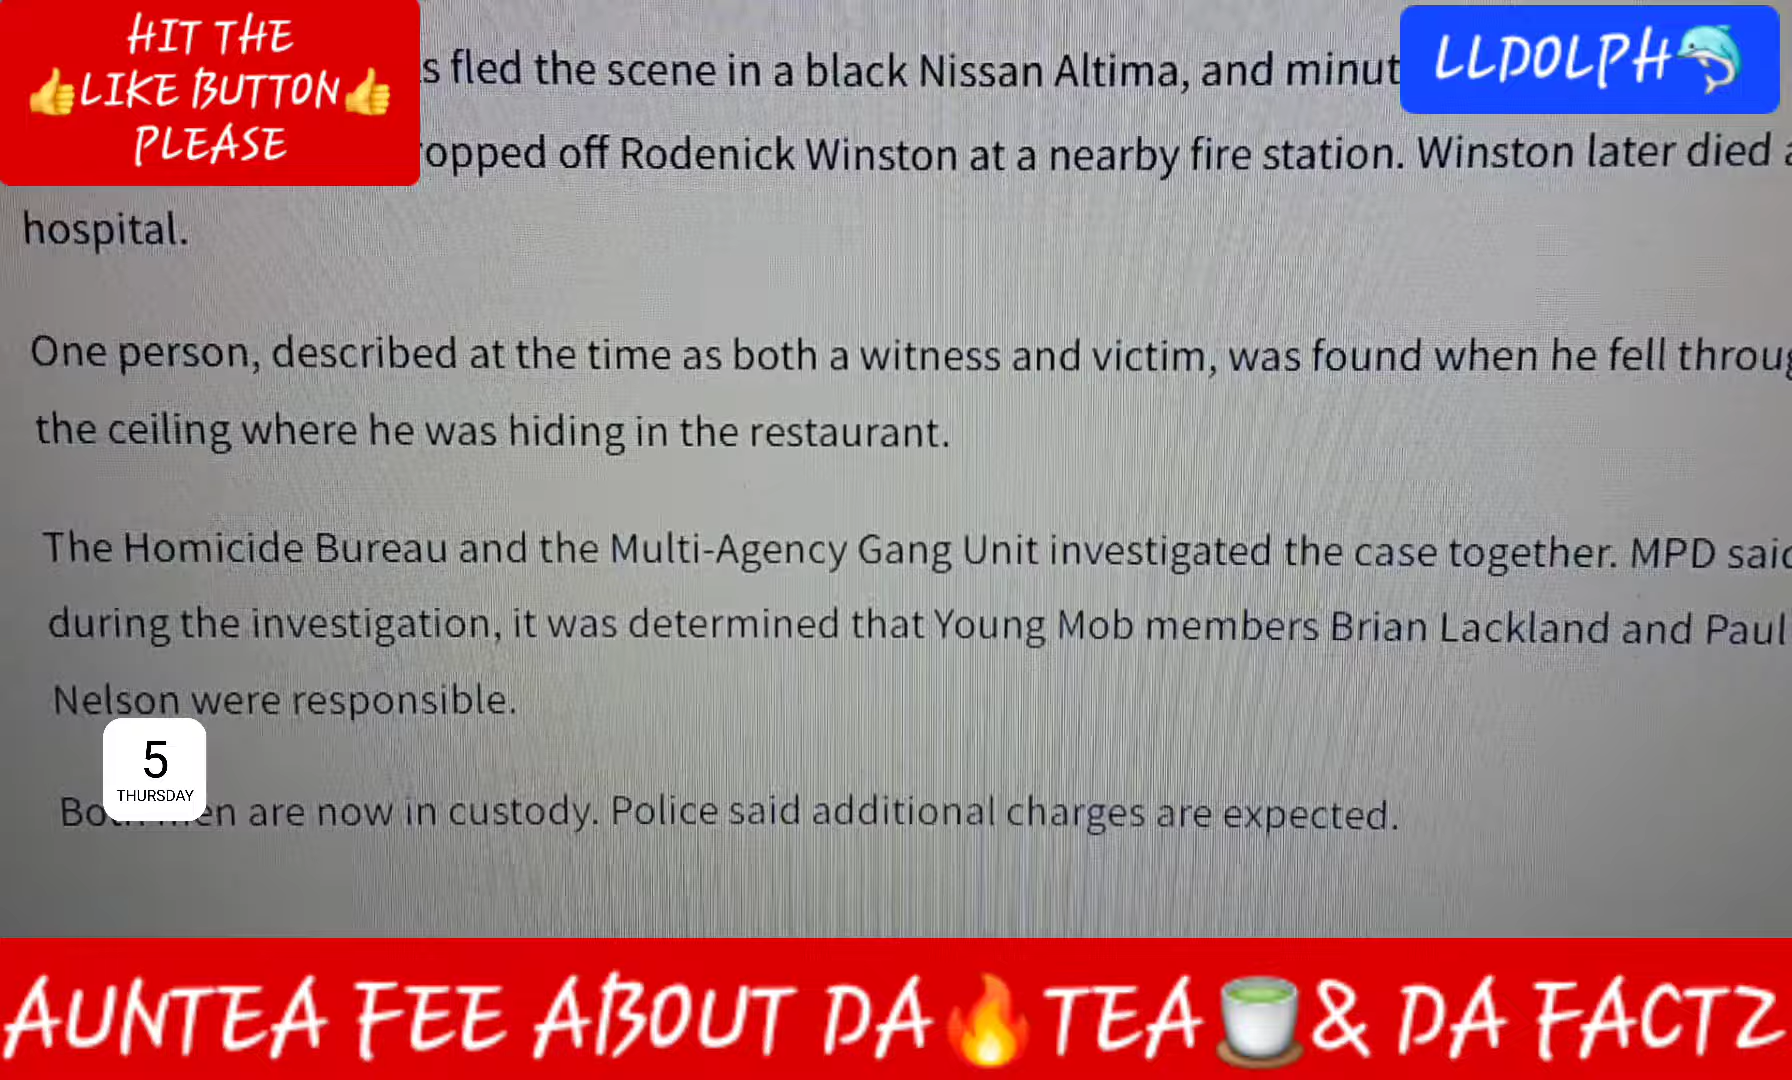 HIT THE
👍LIKE BUTTON👍
PLEASE
LLDOLPH🐬
s fled the scene in a black Nissan Altima, and minut
opped off Rodenick Winston at a nearby fire station. Winston later died
hospital.
One person, described at the time as both a witness and victim, was found when he fell throug
the ceiling where he was hiding in the restaurant.
The Homicide Bureau and the Multi-Agency Gang Unit investigated the case together. MPD said
during the investigation, it was determined that Young Mob members Brian Lackland and Paul
Nelson were responsible.
5
THURSDAY
are now in custody. Police said additional charges are expected.
AUNTEA FEE ABOUT DA🔥TEA🍵& DA FACTZ